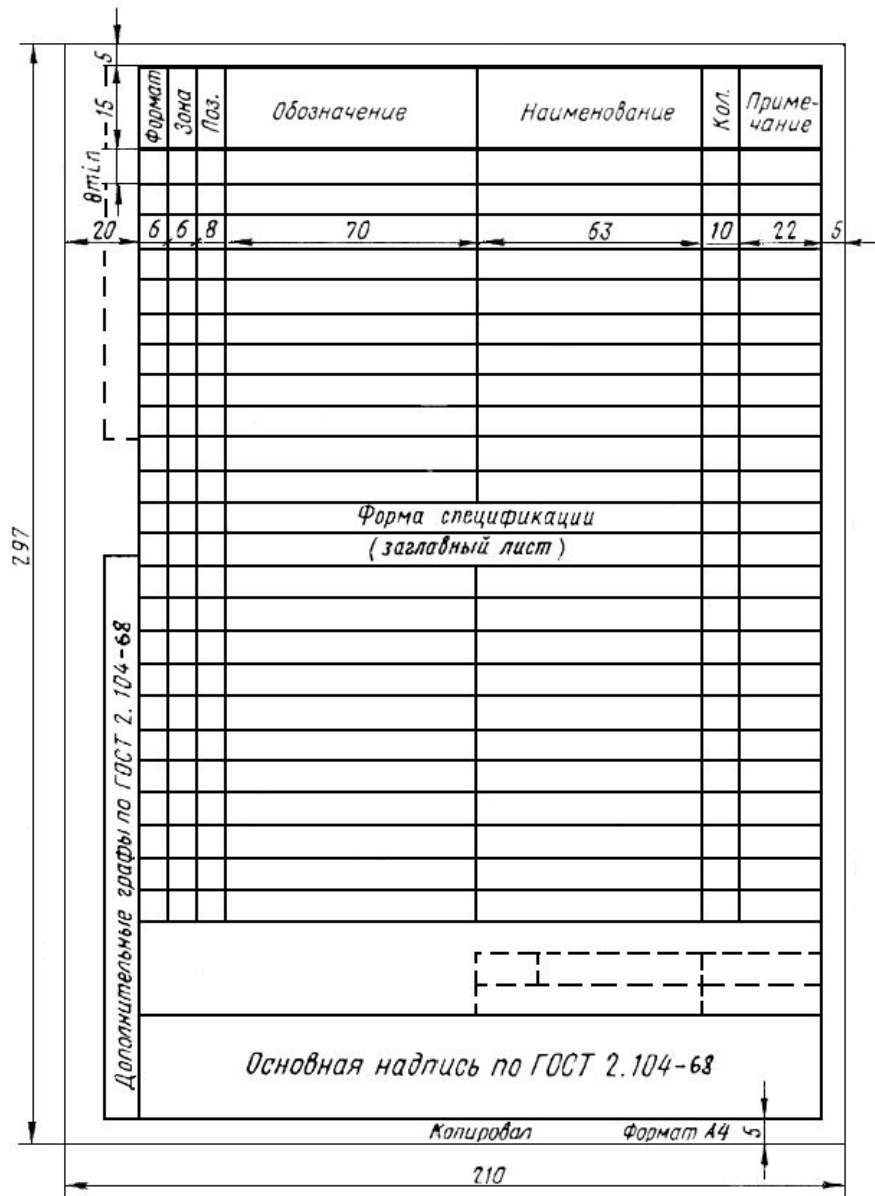 5
15
8min
Формат
Зона
Поз.
Обозначение
Наименование
Кол.
Приме-
чание
20
6
6
8
70
63
10
22
5
297
Форма спецификации
(заглавный лист)
Дополнительные графы по ГОСТ 2.104-68
Основная надпись по ГОСТ 2.104-68
Копировал
Формат А4
5
210